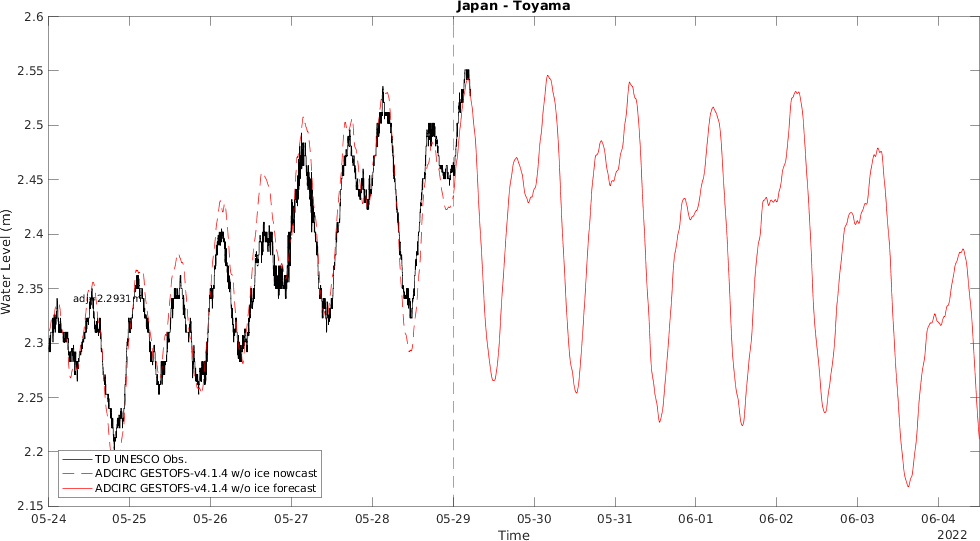 Japan - Toyama
2.6
2.55
2.5
2.45
2.4
2.35
2.3
2.25
2.2
2.15
Water Level (m)
adj=2.2931m
TD UNESCO Obs.
ADCIRC GESTOFS-v4.1.4 w/o ice nowcast
ADCIRC GESTOFS-v4.1.4 w/o ice forecast
05-24 05-25 05-26 05-27 05-28 05-29 05-30 05-31 06-01 06-02 06-03 06-04
Time
2022